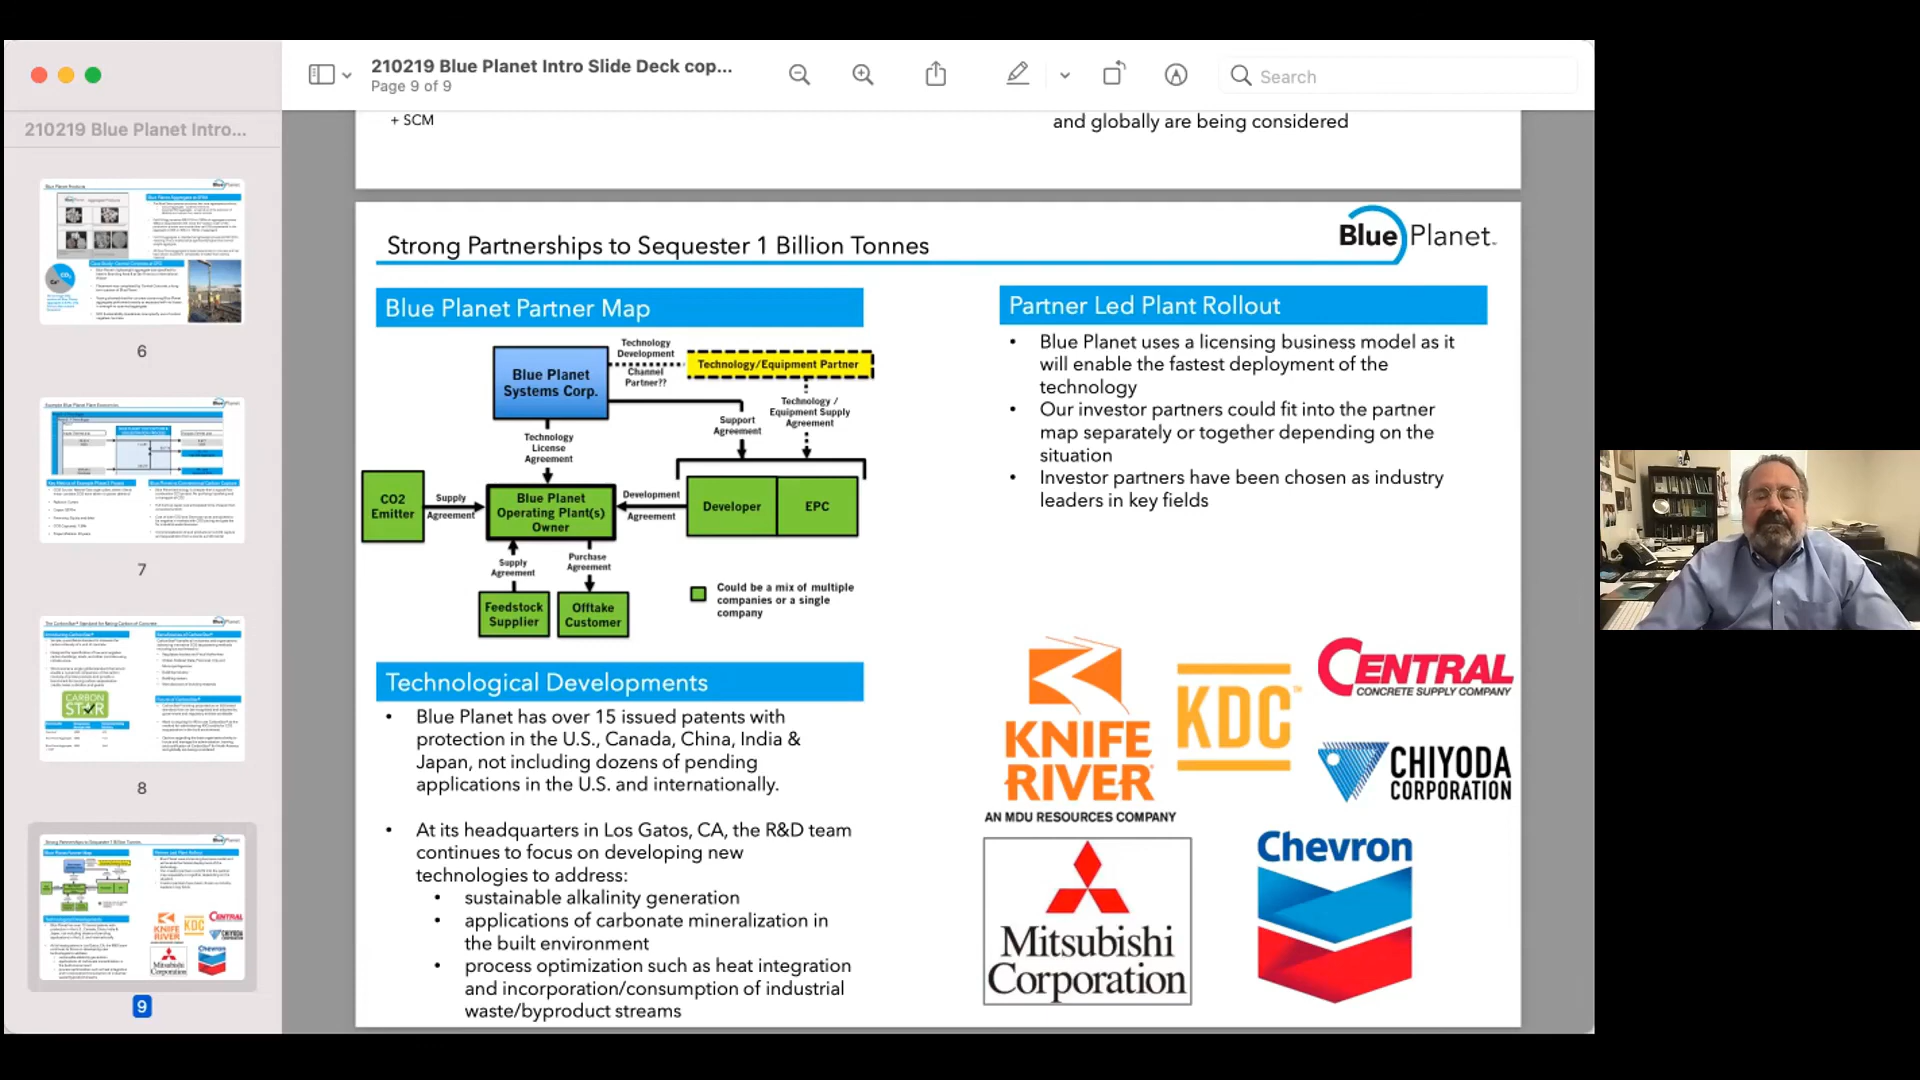 210219 Blue Planet Intro Slide Deck cop...
Page 9 of 9
Search
210219 Blue Planet Intro...
6
7
8
9
+ SCM
and globally are being considered
Strong Partnerships to Sequester 1 Billion Tonnes
Blue Planet
Blue Planet Partner Map
Technology
Development
Channel
Partner??
Technology/Equipment Partner
Blue Planet
Systems Corp.
Technology /
Equipment Supply
Agreement
Support
Agreement
Technology
License
Agreement
CO2
Emitter
Supply
Agreement
Blue Planet
Operating Plant(s)
Owner
Development
Agreement
Developer
EPC
Supply
Agreement
Purchase
Agreement
Feedstock
Supplier
Offtake
Customer
Could be a mix of multiple
companies or a single
company
Technological Developments
• Blue Planet has over 15 issued patents with
protection in the U.S., Canada, China, India &
Japan, not including dozens of pending
applications in the U.S. and internationally.
• At its headquarters in Los Gatos, CA, the R&D team
continues to focus on developing new
technologies to address:
• sustainable alkalinity generation
• applications of carbonate mineralization in
the built environment
• process optimization such as heat integration
and incorporation/consumption of industrial
waste/byproduct streams
Partner Led Plant Rollout
• Blue Planet uses a licensing business model as it
will enable the fastest deployment of the
technology
• Our investor partners could fit into the partner
map separately or together depending on the
situation
• Investor partners have been chosen as industry
leaders in key fields
KNIFE
RIVER
AN MDU RESOURCES COMPANY
KDC™
CENTRAL
CONCRETE SUPPLY COMPANY
CHIYODA
CORPORATION
Mitsubishi
Corporation
Chevron